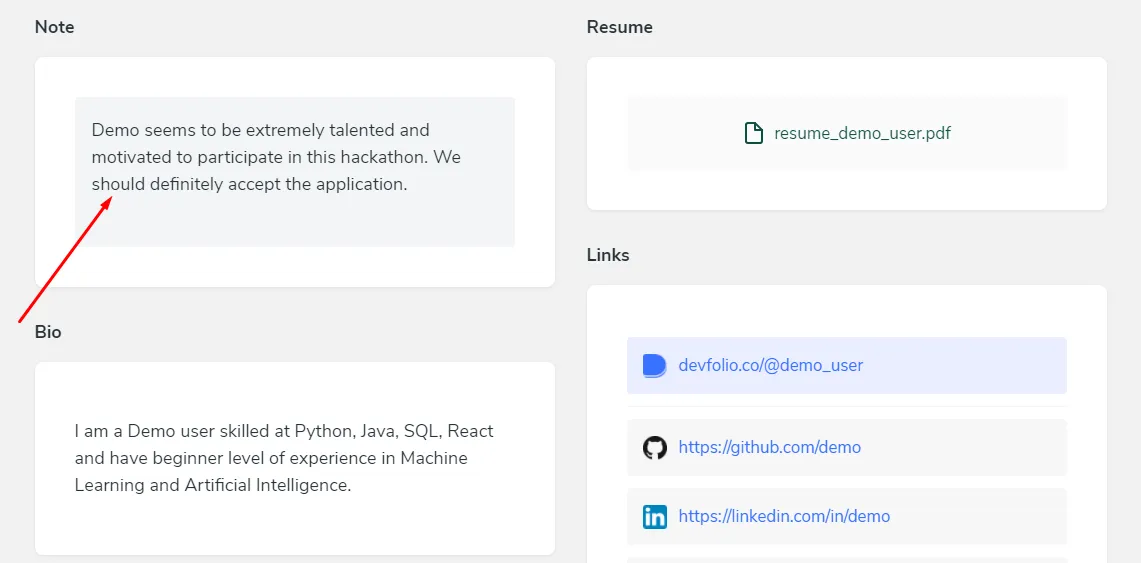 Note
Demo seems to be extremely talented and
motivated to participate in this hackathon. We
should definitely accept the application.
Bio
I am a Demo user skilled at Python, Java, SQL, React
and have beginner level of experience in Machine
Learning and Artificial Intelligence.
Resume
resume_demo_user.pdf
Links
devfolio.co/@demo_user
https://github.com/demo
in
https://linkedin.com/in/demo